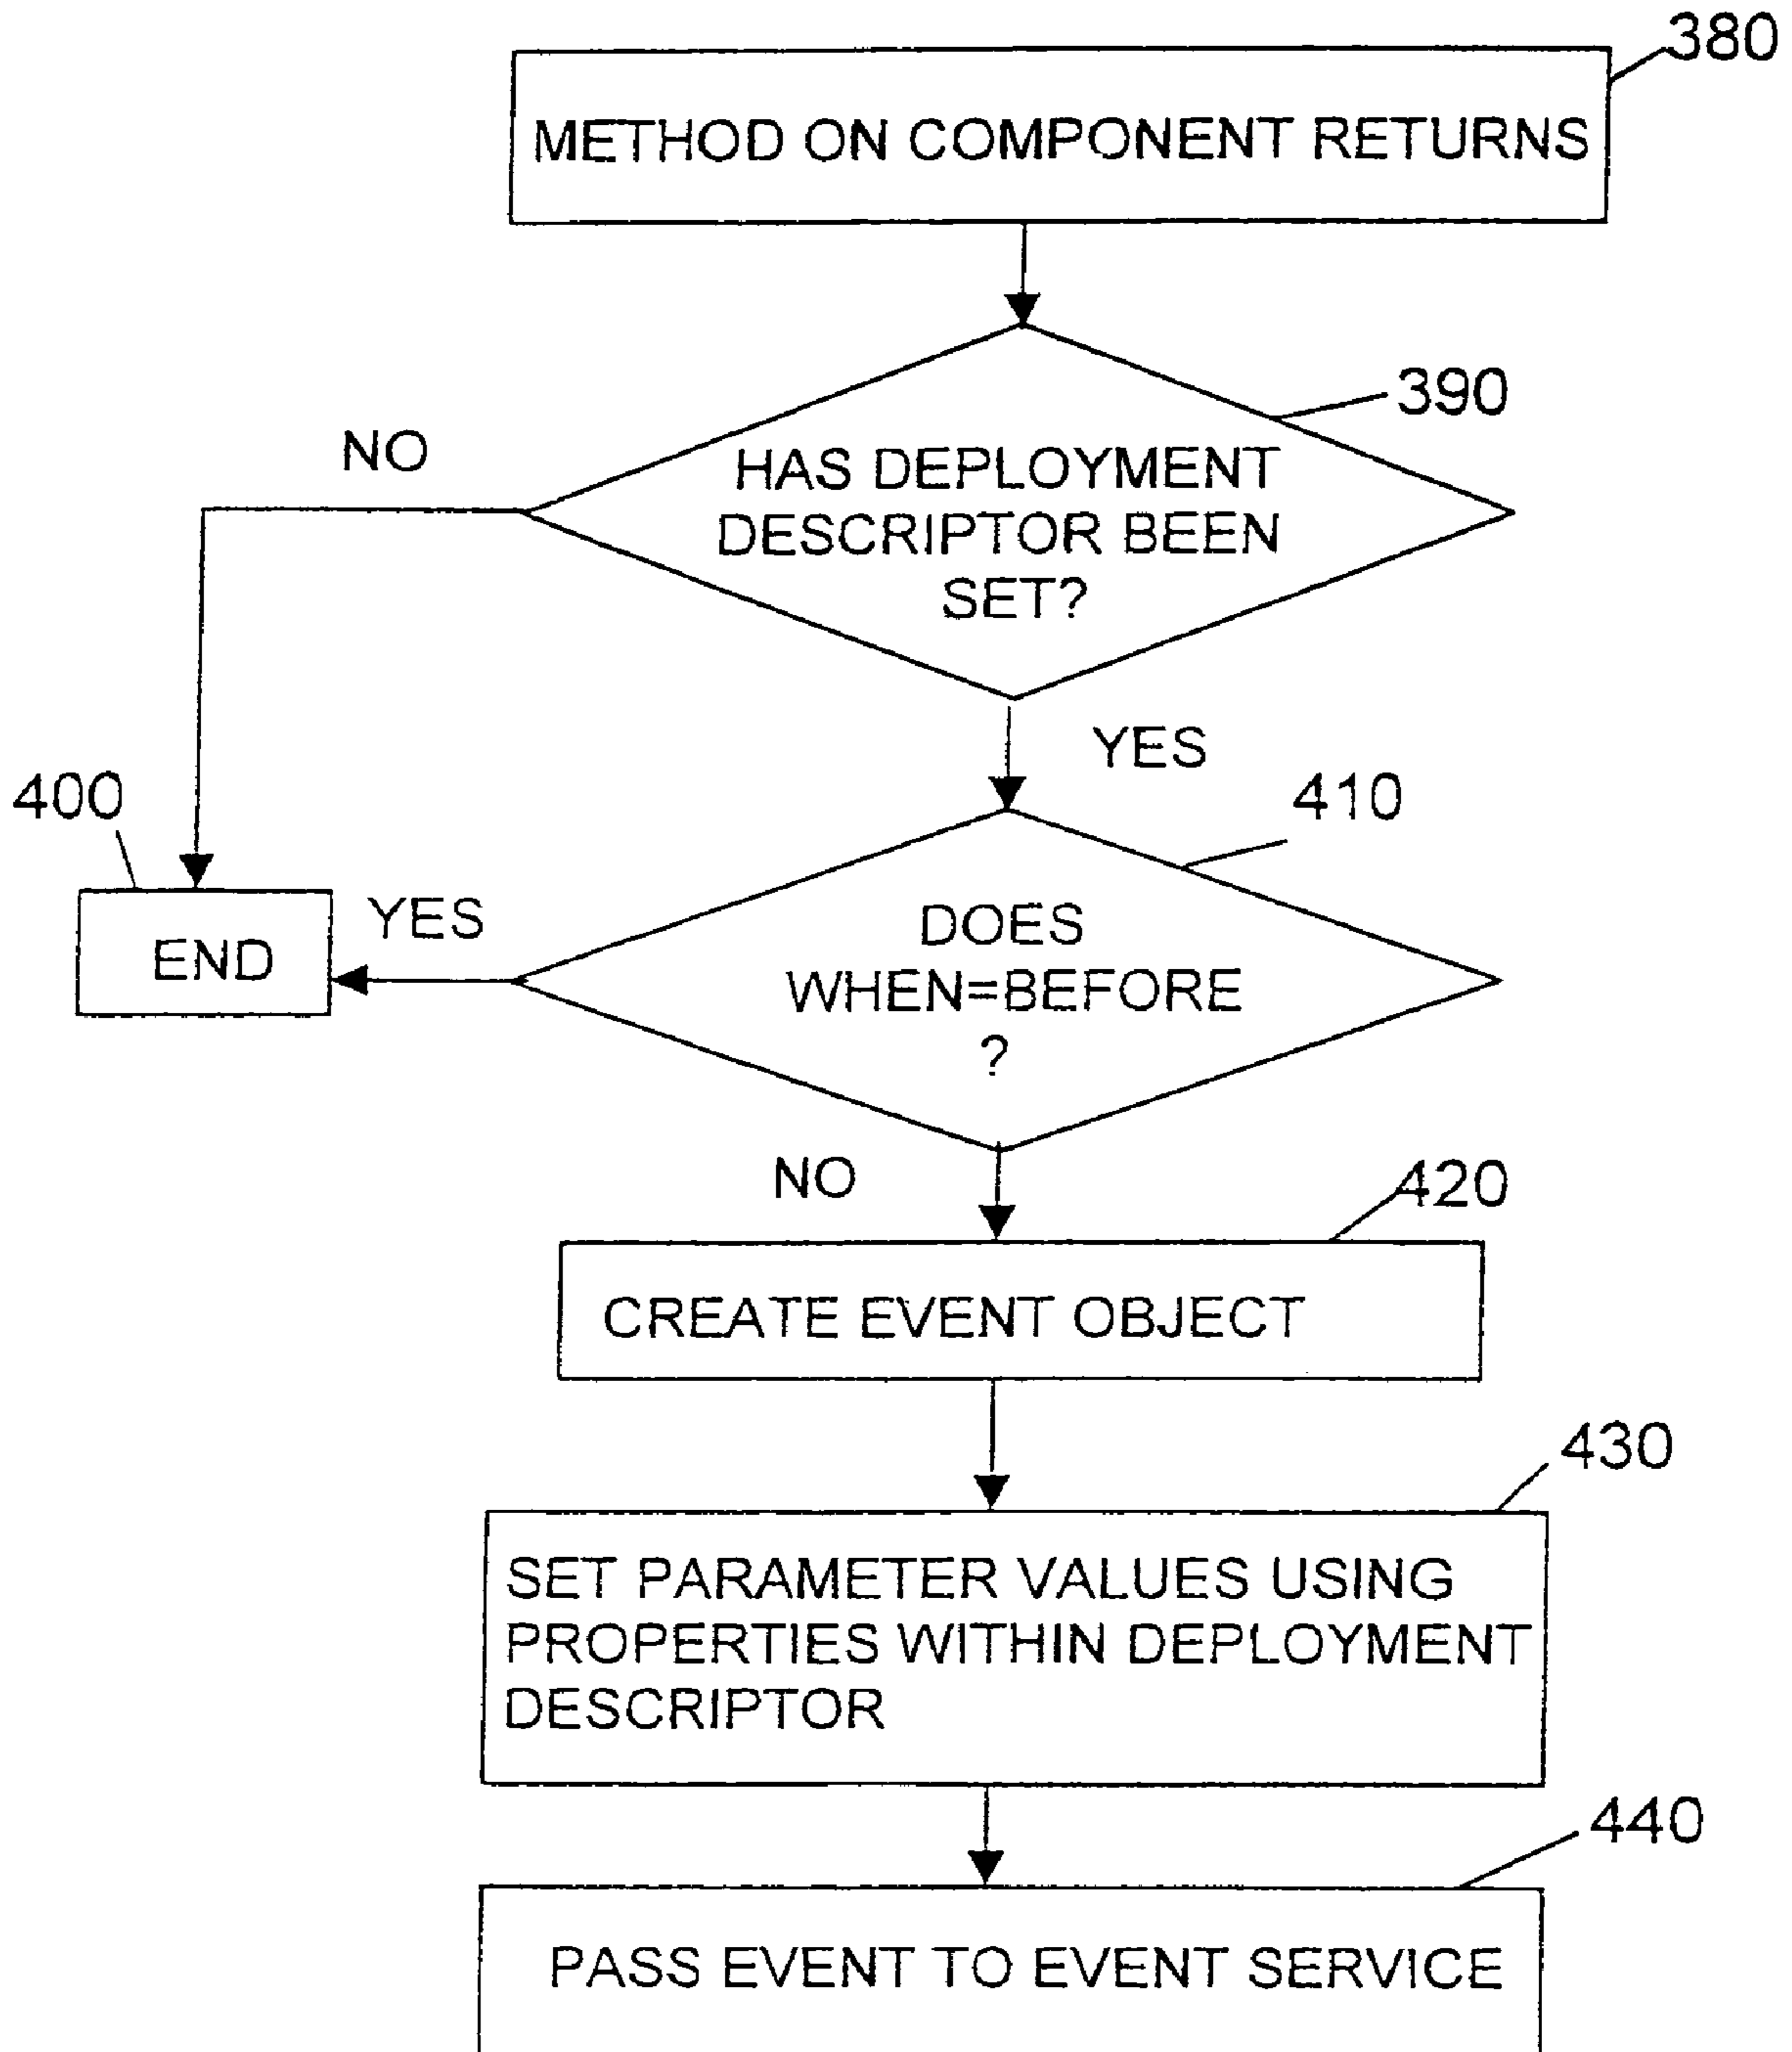 380
METHOD ON COMPONENT RETURNS
390
NO
HAS DEPLOYMENT
DESCRIPTOR BEEN
SET?
YES
400
410
END
YES
DOES
WHEN=BEFORE
?
NO
420
CREATE EVENT OBJECT
430
SET PARAMETER VALUES USING
PROPERTIES WITHIN DEPLOYMENT
DESCRIPTOR
440
PASS EVENT TO EVENT SERVICE